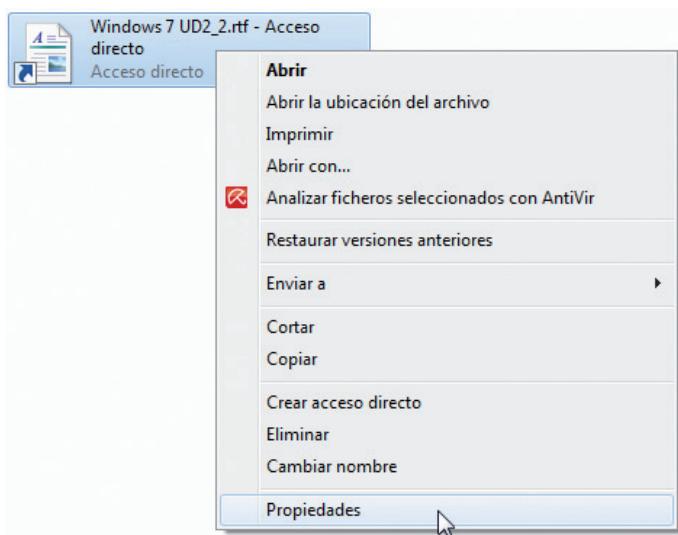 Windows 7 UD2_2.rtf - Acceso
directo
Acceso directo
Abrir
Abrir la ubicación del archivo
Imprimir
Abrir con...
Analizar ficheros seleccionados con AntiVir
Restaurar versiones anteriores
Enviar a
Cortar
Copiar
Crear acceso directo
Eliminar
Cambiar nombre
Propiedades